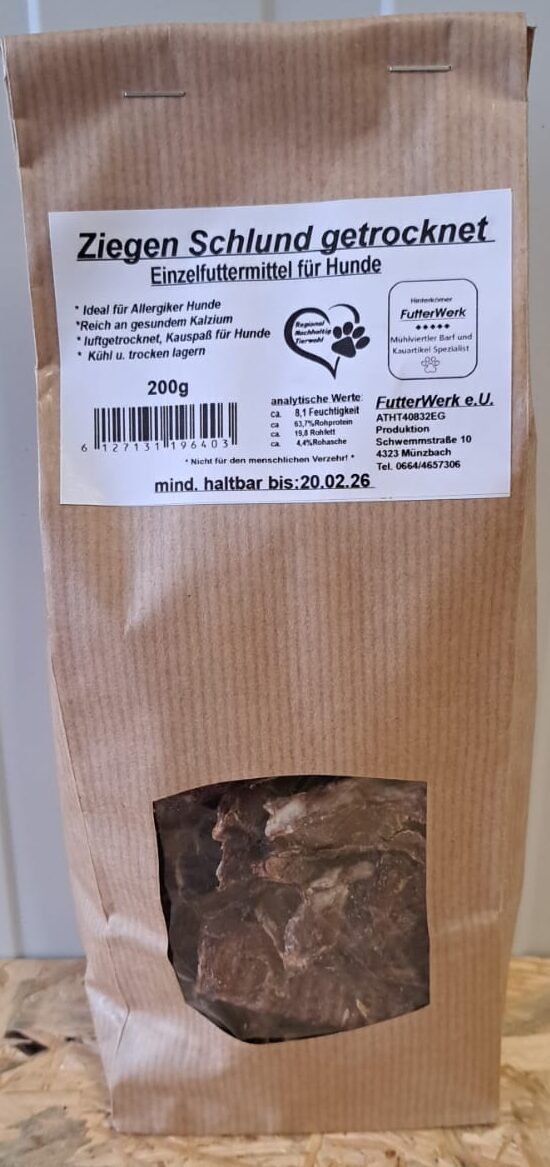 Ziegen Schlund getrocknet
Einzelfuttermittel für Hunde
* Ideal für Allergiker Hunde
*Reich an gesundem Kalzium
* luftgetrocknet, Kauspaß für Hunde
* Kühl u. trocken lagern
200g
6 127131 196403
Regional
Nachhaltig
Tierwohl
Hinterkörner
FutterWerk
Mühlviertler Barf und
Kauartikel Spezialist
analytische Werte:
ca. 8,1 Feuchtigkeit
ca 63,7%Rohprotein
ca. 19,8 Rohfett
ca. 4,4%Rohasche
FutterWerk e.U.
ATHT40832EG
Produktion
Schwemmstraße 10
4323 Münzbach
Tel. 0664/4657306
* Nicht für den menschlichen Verzehr! *
mind. haltbar bis:20.02.26